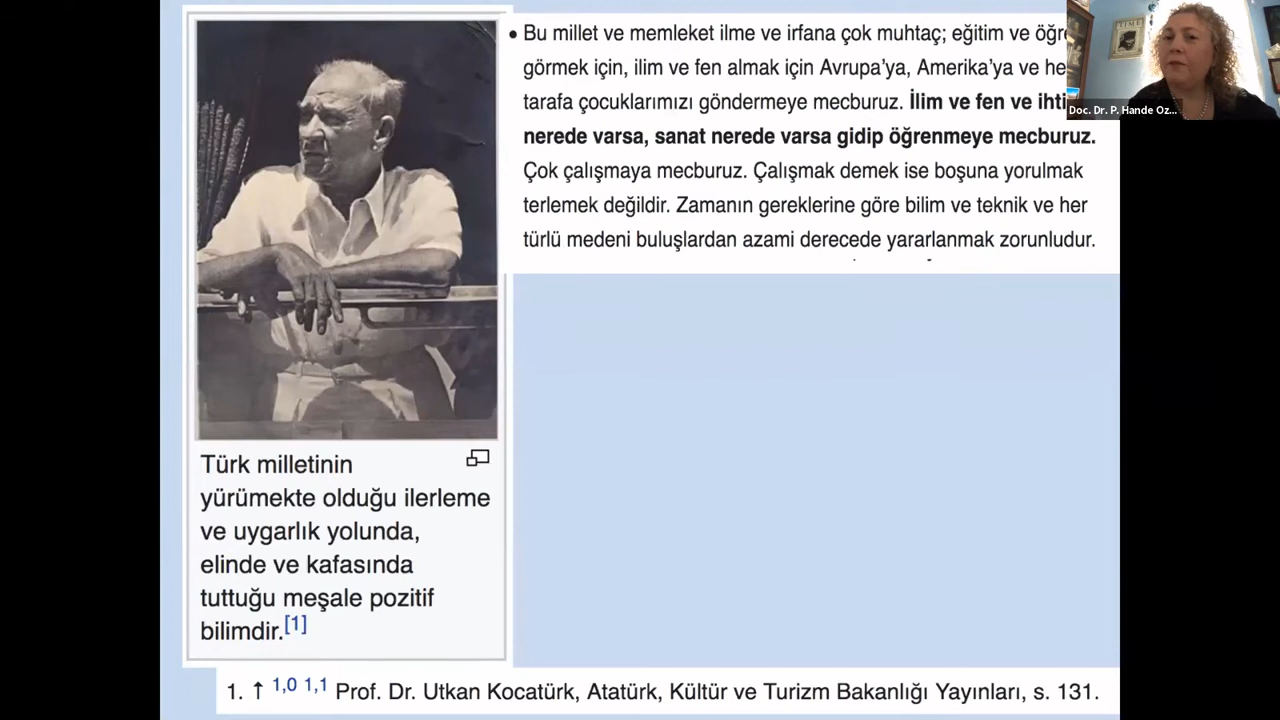 • Bu millet ve memleket ilme ve irfana çok muhtaç; eğitim ve
görmek için, ilim ve fen almak için Avrupa’ya, Amerika’ya ve
tarafa çocuklarımızı göndermeye mecburuz. İlim ve fen ve
nerede varsa, sanat nerede varsa gidip öğrenmeye mecburuz.
Çok çalışmaya mecburuz. Çalışmak demek ise boşuna yorulmak
terlemek değildir. Zamanın gereklerine göre bilim ve teknik ve her
türlü medeni buluşlardan azami derecede yararlanmak zorunludur.
TIME
Doc. Dr. P. Hande Oz...
Türk milletinin
yürümekte olduğu ilerleme
ve uygarlık yolunda,
elinde ve kafasında
tuttuğu meşale pozitif
bilimdir.[1]
1. ↑ 1,0 1,1 Prof. Dr. Utkan Kocatürk, Atatürk, Kültür ve Turizm Bakanlığı Yayınları, s. 131.